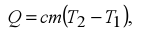 Q = cm(T₂ − T₁),